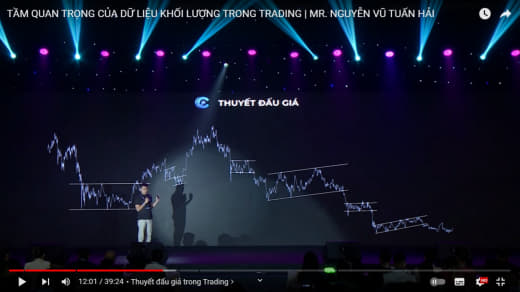 TẦM QUAN TRỌNG CỦA DỮ LIỆU KHỐI LƯỢNG TRONG TRADING | MR. NGUYỄN VŨ TUẤN HẢI
THUYẾT ĐẤU GIÁ
12:01 / 39:24 • Thuyết đấu giá trong Trading >